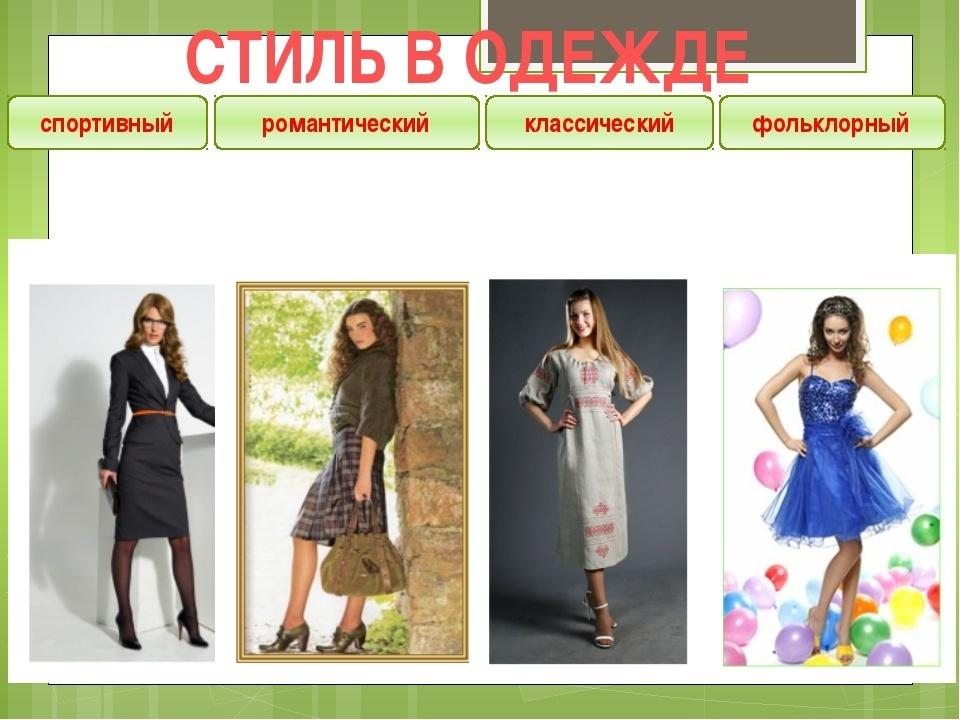 СТИЛЬ В ОДЕЖДЕ
спортивный романтический классический фольклорный